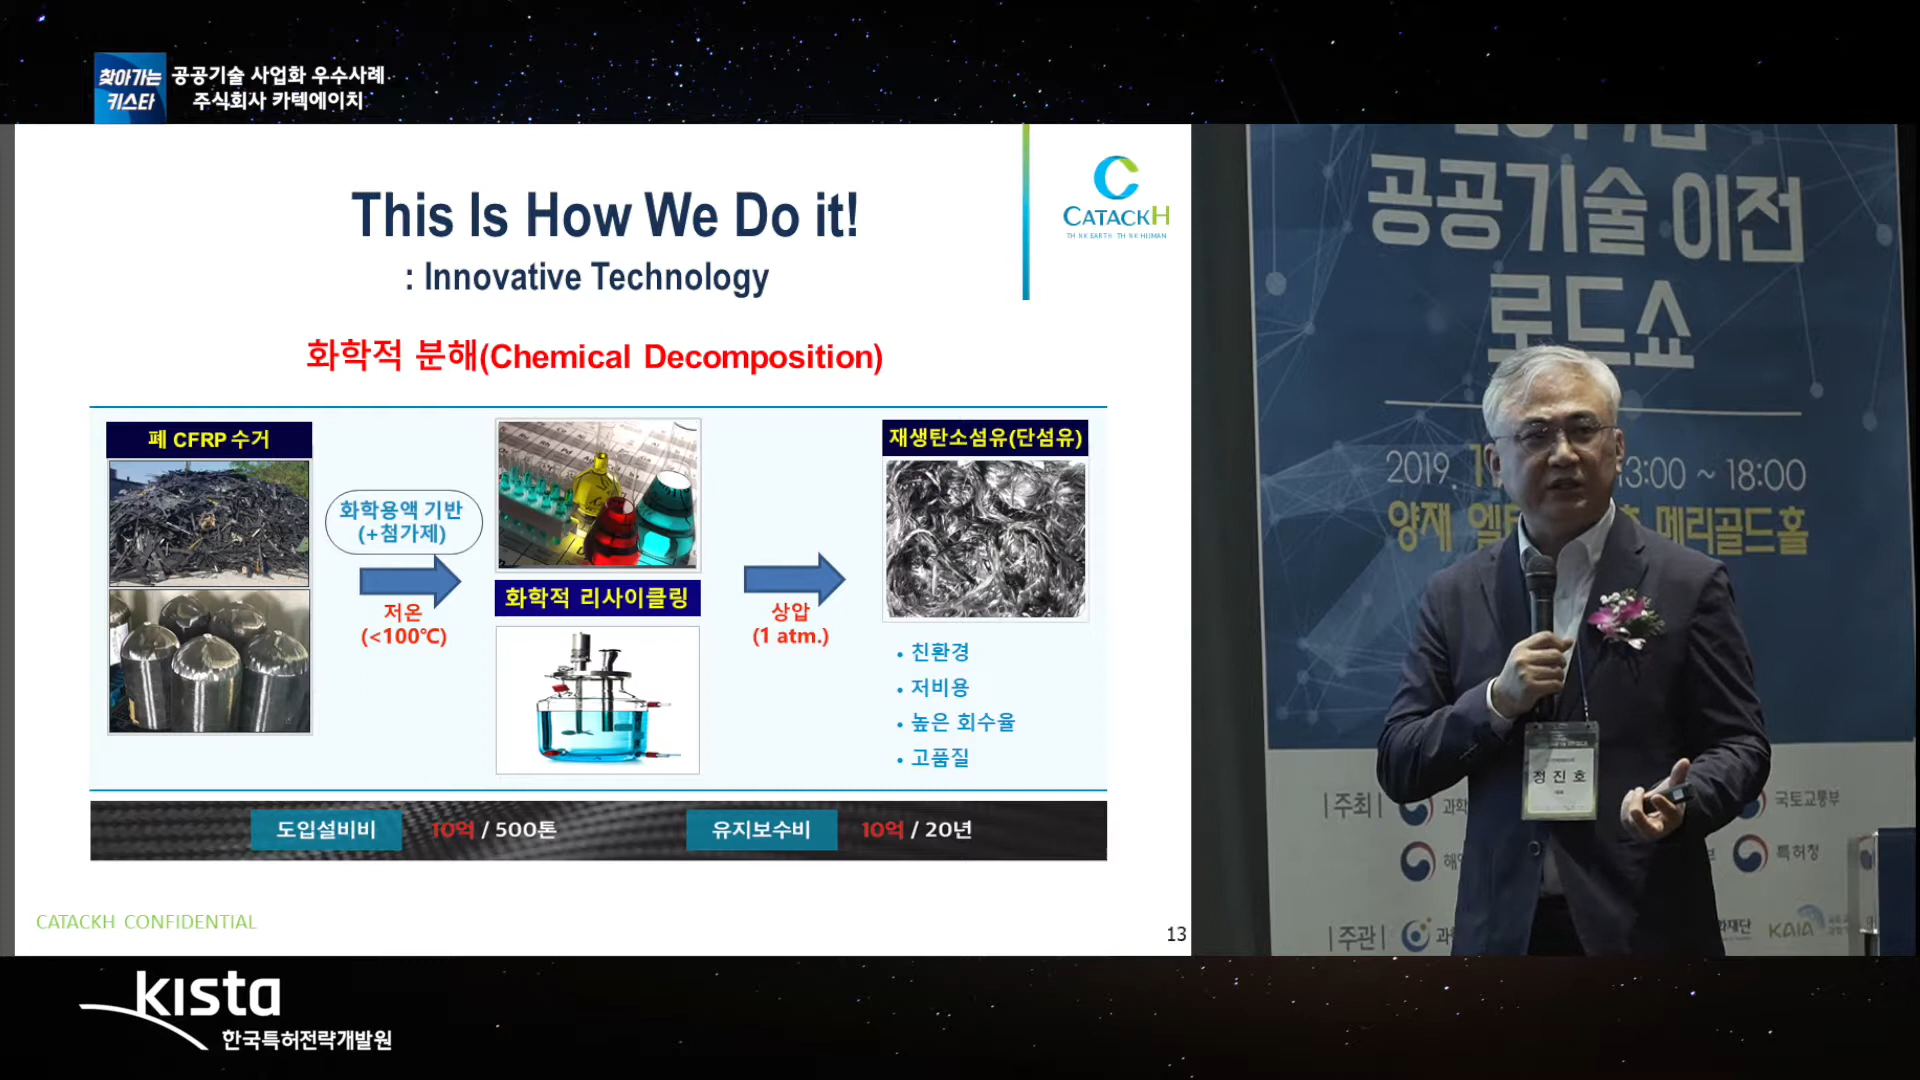 찾아가는
키스타
공공기술 사업화 우수사례
주식회사 카텍에이치
This Is How We Do it!
: Innovative Technology
CATACKH
TH NK EARTH TH NK HUMAN
화학적 분해(Chemical Decomposition)
폐 CFRP 수거
화학용액 기반
(+첨가제)
저온
(<100℃)
화학적 리사이클링
상압
(1 atm.)
재생탄소섬유(단섬유)
• 친환경
• 저비용
• 높은 회수율
• 고품질
도입설비비 10억 / 500톤 유지보수비 10억 / 20년
CATACKH CONFIDENTIAL
13
공공기술 이전
로드쇼
2019. 1 3:00 ~ 18:00
양재 엘 메리골드홀
정진호
|주최| 과학 국토교통부
해 부 특허청
|주관| 과 화재단 KAIA
kista
한국특허전략개발원